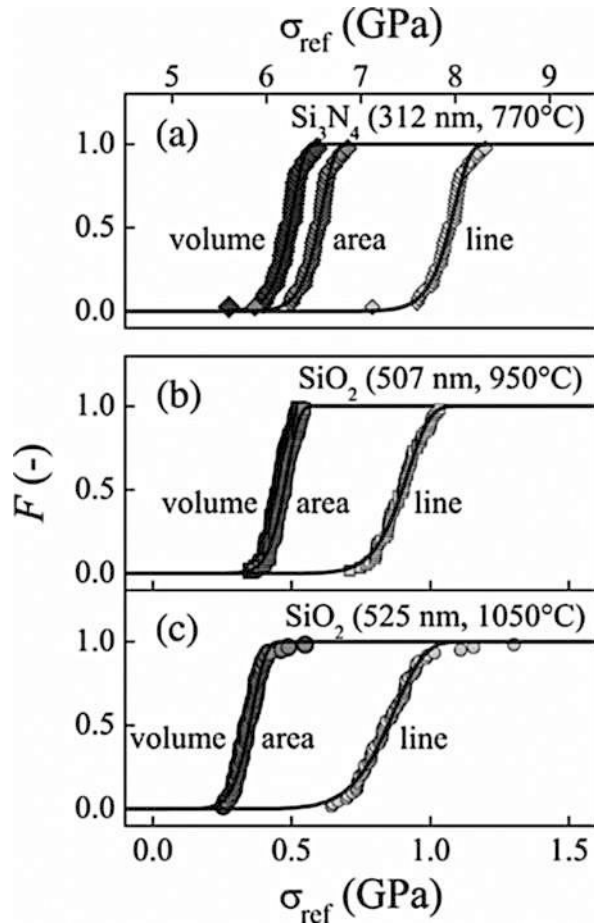 σref (GPa)
5 6 7 8 9
(a) Si3N4 (312 nm, 770°C)
1.0
0.5
0.0
volume area line
(b) SiO2 (507 nm, 950°C)
1.0
0.5
0.0
volume area line
F (-)
(c) SiO2 (525 nm, 1050°C)
1.0
0.5
0.0
volume area line
0.0 0.5 1.0 1.5
σref (GPa)